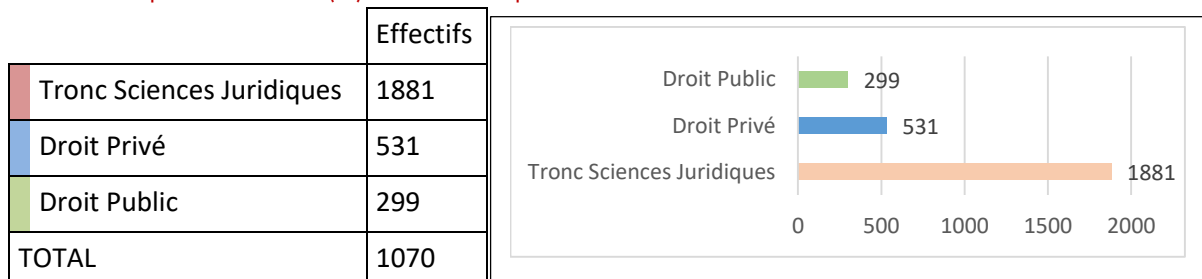 Effectifs
Tronc Sciences Juridiques 1881
Droit Privé 531
Droit Public 299
TOTAL 1070
Droit Public 299
Droit Privé 531
Tronc Sciences Juridiques 1881
0 500 1000 1500 2000